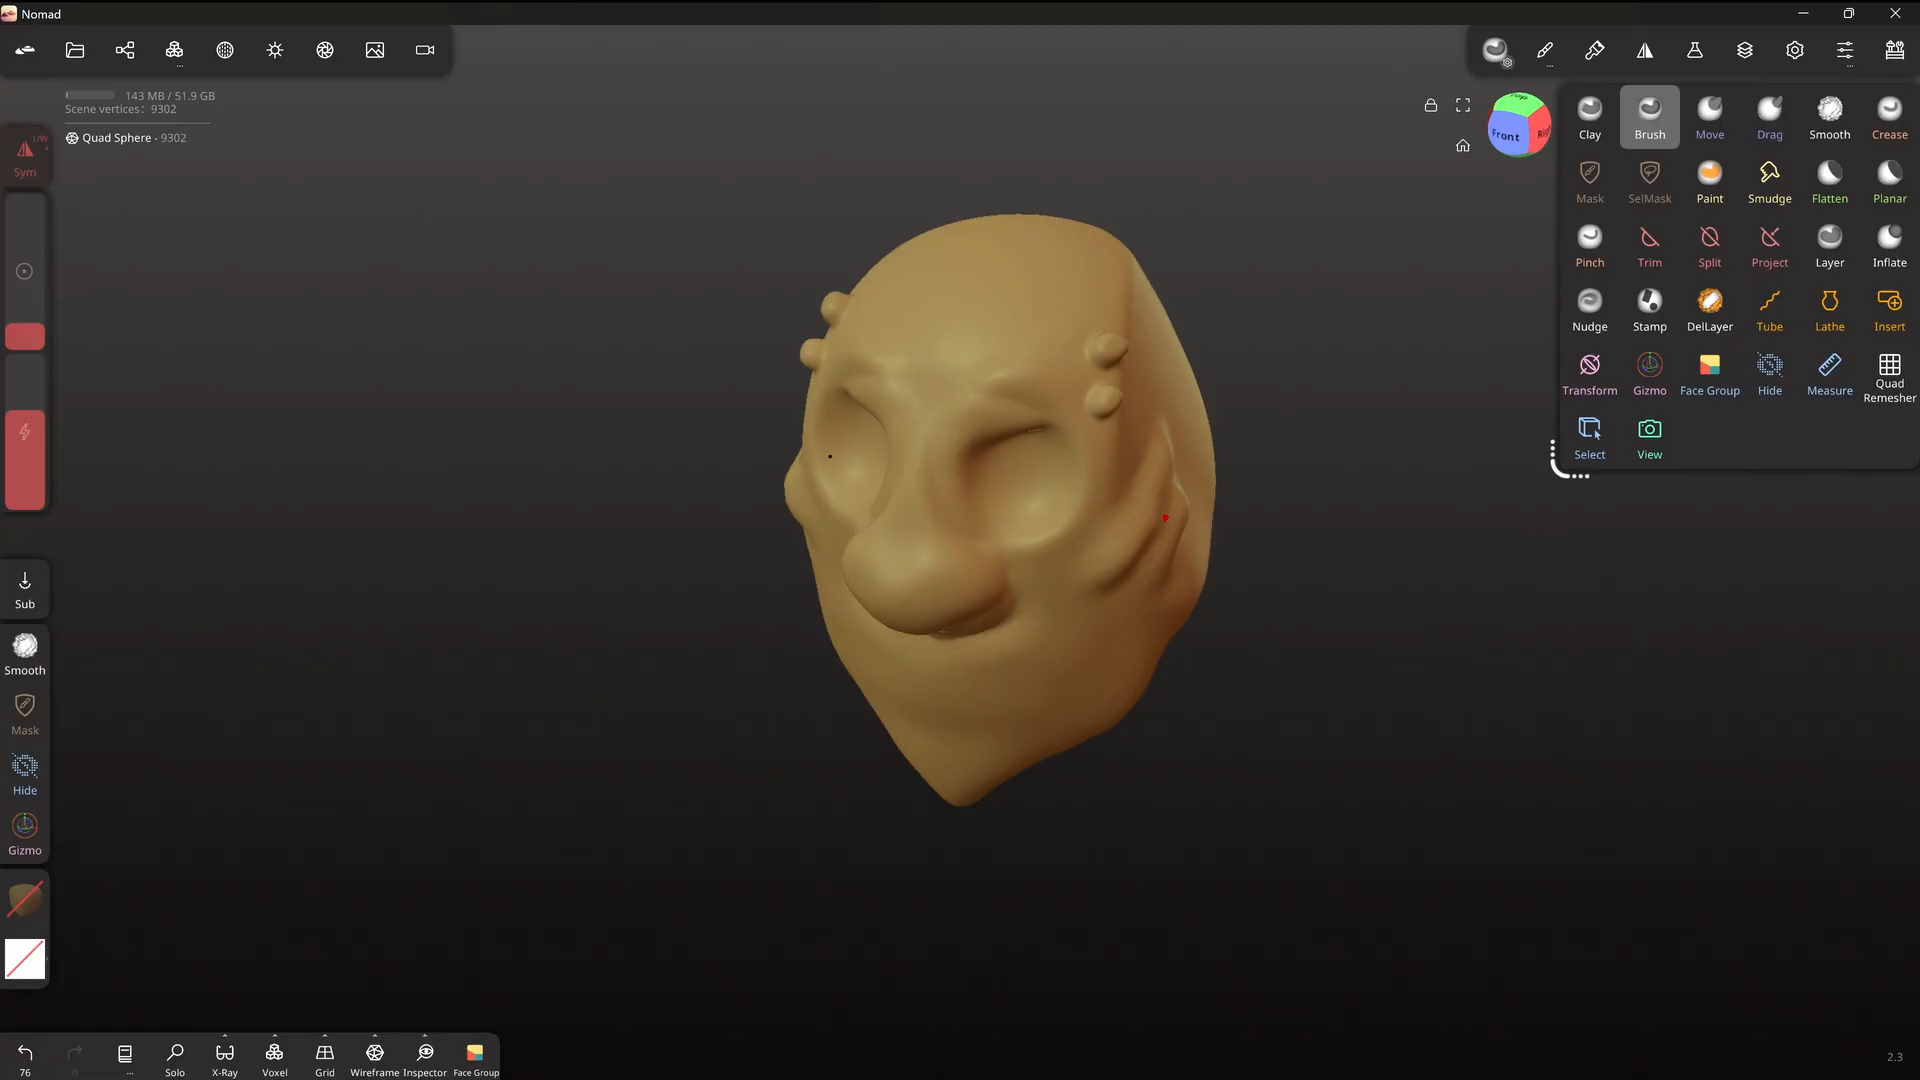 Nomad
143 MB / 51.9 GB
Scene vertices: 9302
Quad Sphere - 9302
L/W
Sym
Sub
Smooth
Mask
Hide
Gizmo
Top
Front
Clay Brush Move Drag Smooth Crease
Mask SelMask Paint Smudge Flatten Planar
Pinch Trim Split Project Layer Inflate
Nudge Stamp DelLayer Tube Lathe Insert
Transform Gizmo Face Group Hide Measure Quad
Remesher
Select View
76 0 ... Solo X-Ray Voxel Grid Wireframe Inspector Face Group
2.3